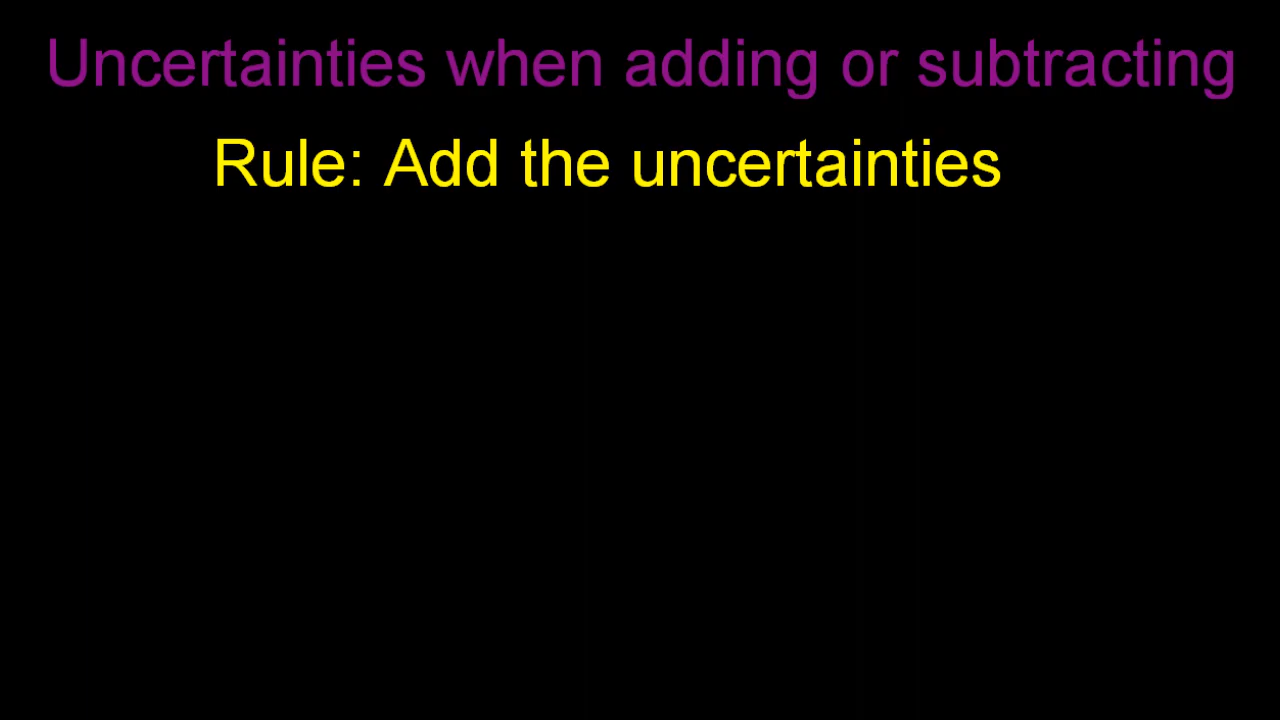 Uncertainties when adding or subtracting
Rule: Add the uncertainties